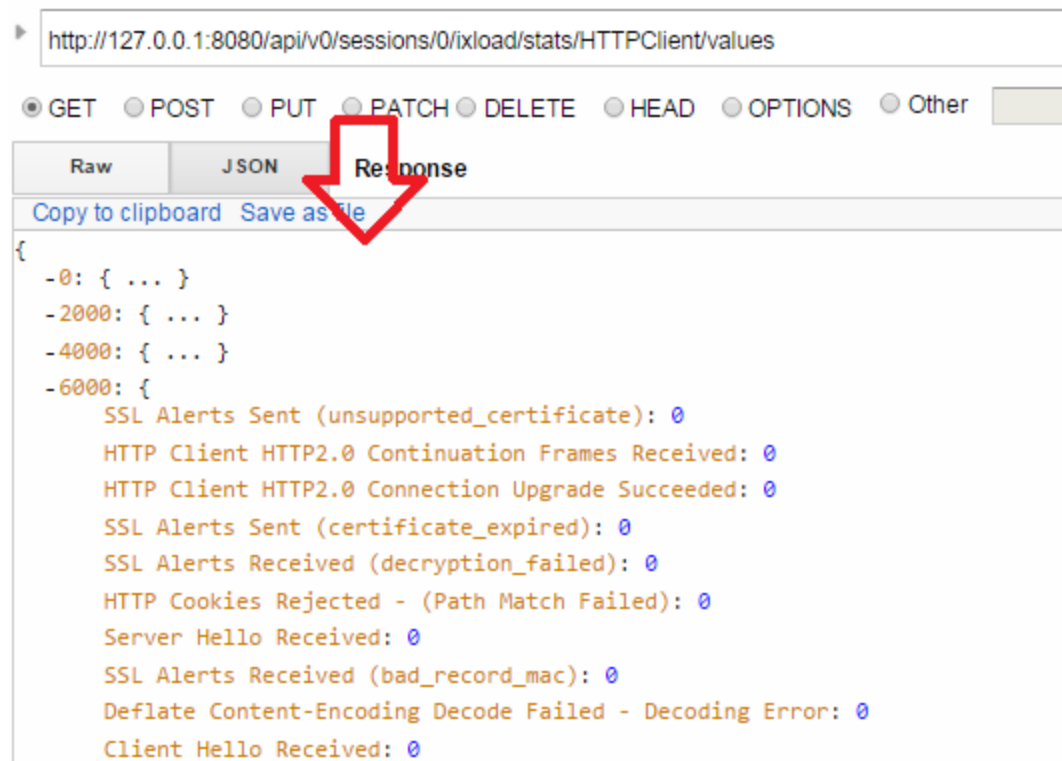 http://127.0.0.1:8080/api/v0/sessions/0/ixload/stats/HTTPClient/values
GET POST PUT PATCH DELETE HEAD OPTIONS Other
Raw JSON Response
Copy to clipboard Save as file
{
-0: { ... }
-2000: { ... }
-4000: { ... }
-6000: {
SSL Alerts Sent (unsupported_certificate): 0
HTTP Client HTTP2.0 Continuation Frames Received: 0
HTTP Client HTTP2.0 Connection Upgrade Succeeded: 0
SSL Alerts Sent (certificate_expired): 0
SSL Alerts Received (decryption_failed): 0
HTTP Cookies Rejected - (Path Match Failed): 0
Server Hello Received: 0
SSL Alerts Received (bad_record_mac): 0
Deflate Content-Encoding Decode Failed - Decoding Error: 0
Client Hello Received: 0